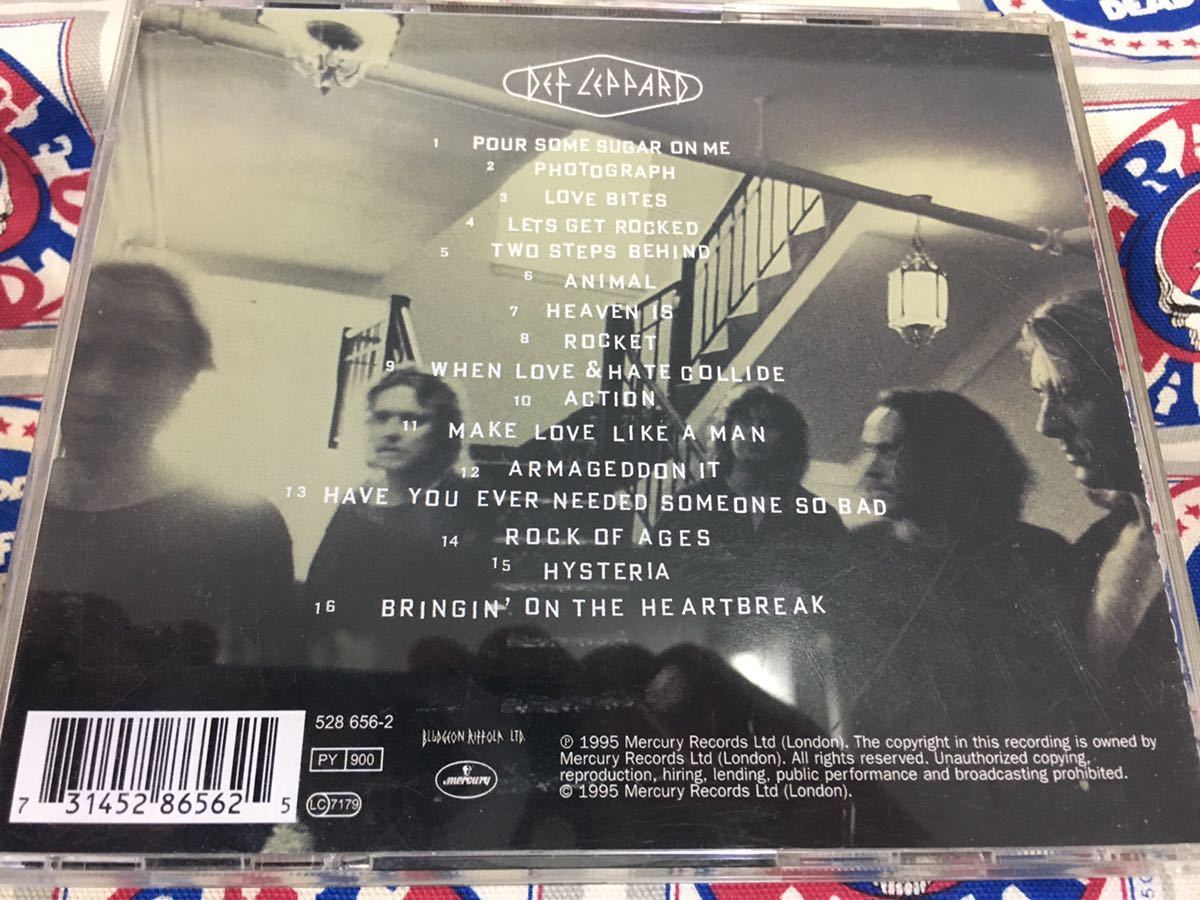 DEAD
DEF LEPPARD
1 POUR SOME SUGAR ON ME
2 PHOTOGRAPH
3 LOVE BITES
4 LETS GET ROCKED
5 TWO STEPS BEHIND
6 ANIMAL
7 HEAVEN IS
8 ROCKET
9 WHEN LOVE & HATE COLLIDE
10 ACTION
11 MAKE LOVE LIKE A MAN
12 ARMAGEDDON IT
13 HAVE YOU EVER NEEDED SOMEONE SO BAD
14 ROCK OF AGES
15 HYSTERIA
16 BRINGIN' ON THE HEARTBREAK
7 31452 86562 5
528 656-2
PY 900
LC 7179
BLUDGEON RIFFOLA LTD.
mercury
℗ 1995 Mercury Records Ltd (London). The copyright in this recording is owned by
Mercury Records Ltd (London). All rights reserved. Unauthorized copying,
reproduction, hiring, lending, public performance and broadcasting prohibited.
© 1995 Mercury Records Ltd (London).